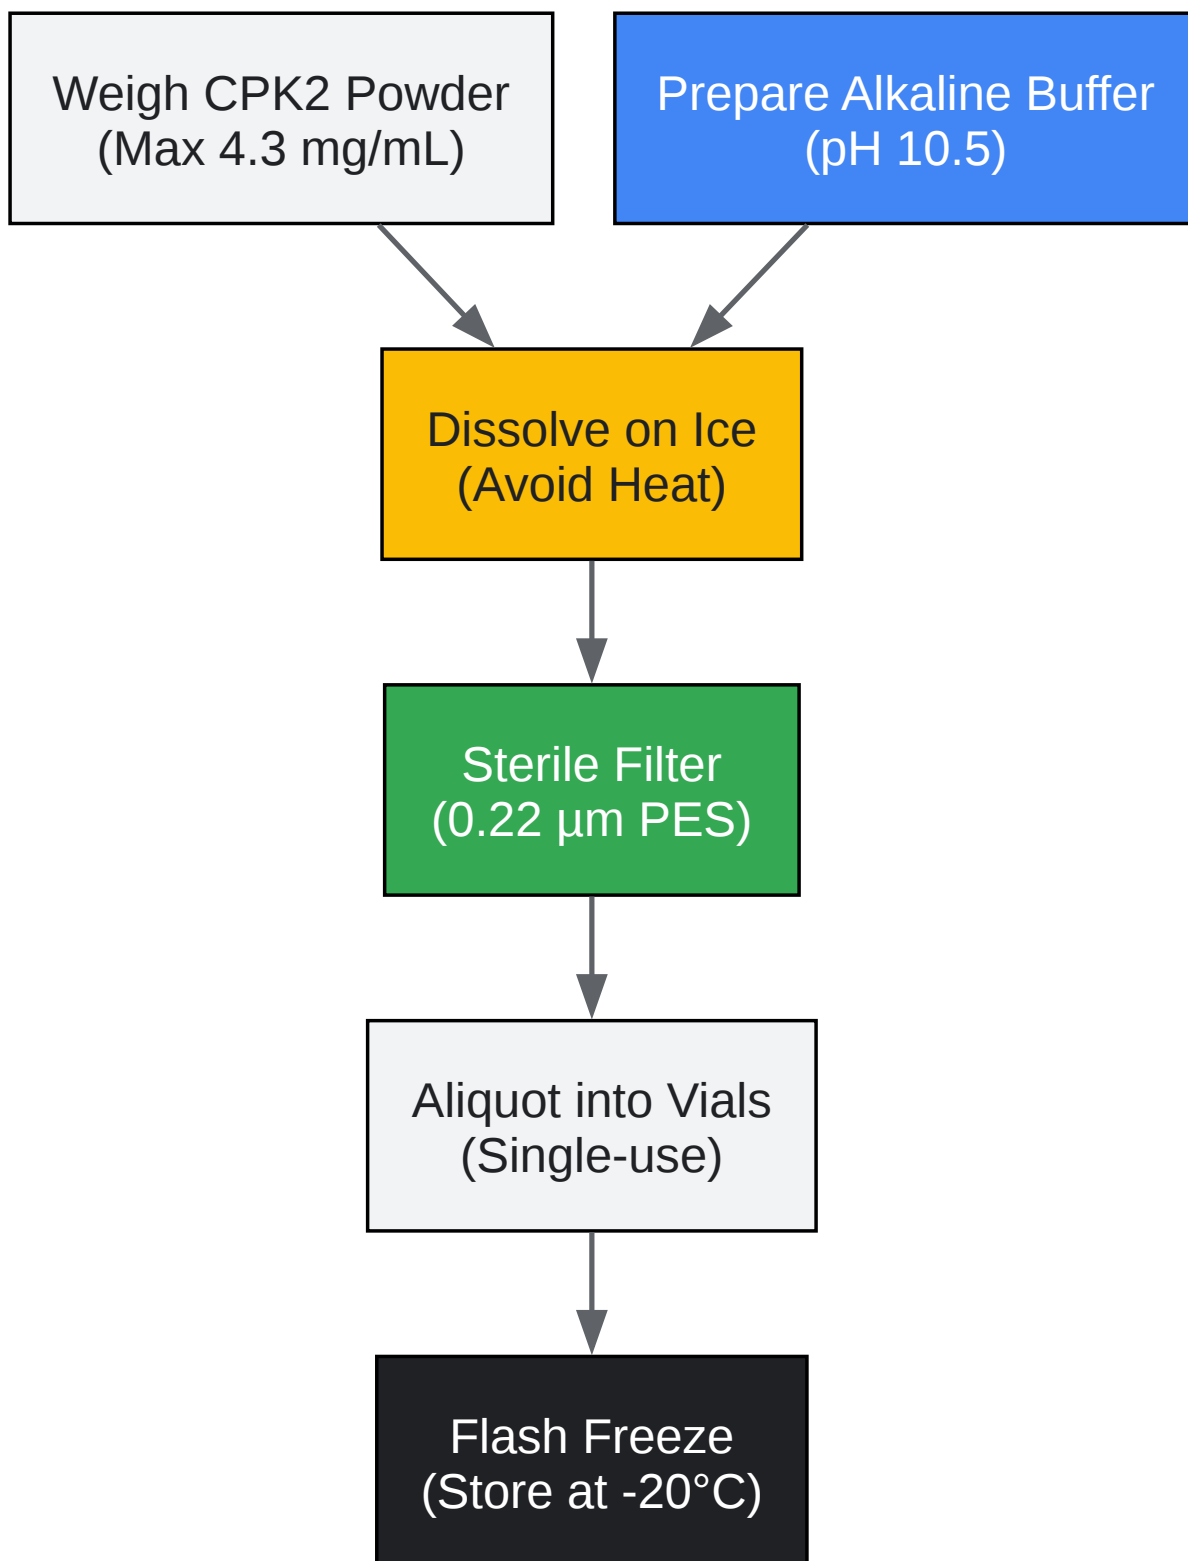 Weigh CPK2 Powder
(Max 4.3 mg/mL)
Prepare Alkaline Buffer
(pH 10.5)
Dissolve on Ice
(Avoid Heat)
Sterile Filter
(0.22 µm PES)
Aliquot into Vials
(Single-use)
Flash Freeze
(Store at -20°C)